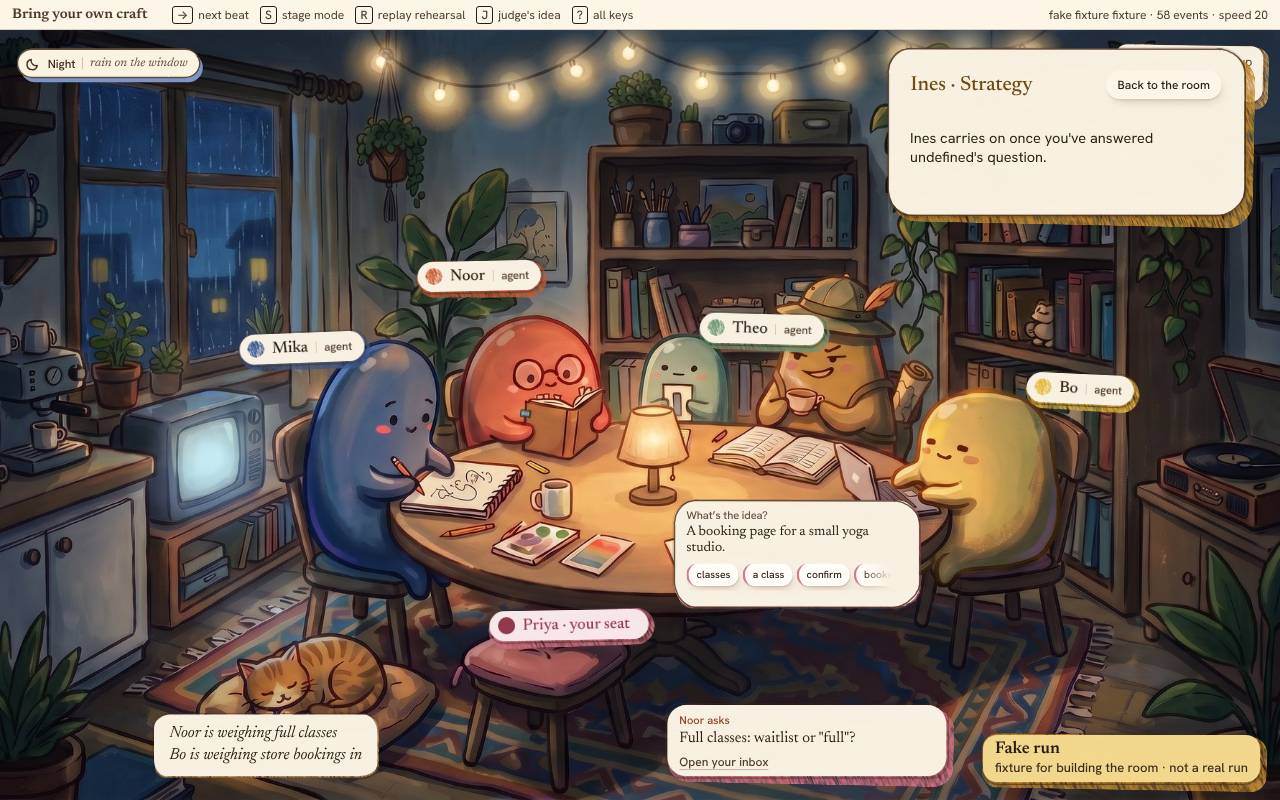 Bring your own craft → next beat S stage mode R replay rehearsal J judge's idea ? all keys fake fixture fixture · 58 events · speed 20
Night rain on the window
Ines · Strategy Back to the room
Ines carries on once you've answered
undefined's question.
Noor agent
Theo agent
Mika agent
Bo agent
What's the idea?
A booking page for a small yoga
studio.
classes a class confirm
Priya · your seat
Noor is weighing full classes
Bo is weighing store bookings in
Noor asks
Full classes: waitlist or "full"?
Open your inbox
Fake run
fixture for building the room · not a real run